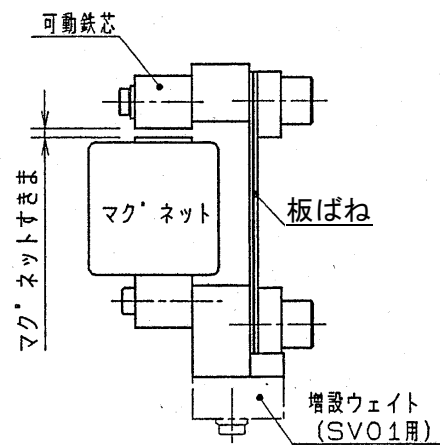 可動鉄芯
マグネットすきま
マグネット
板ばね
増設ウェイト
(SV01用)